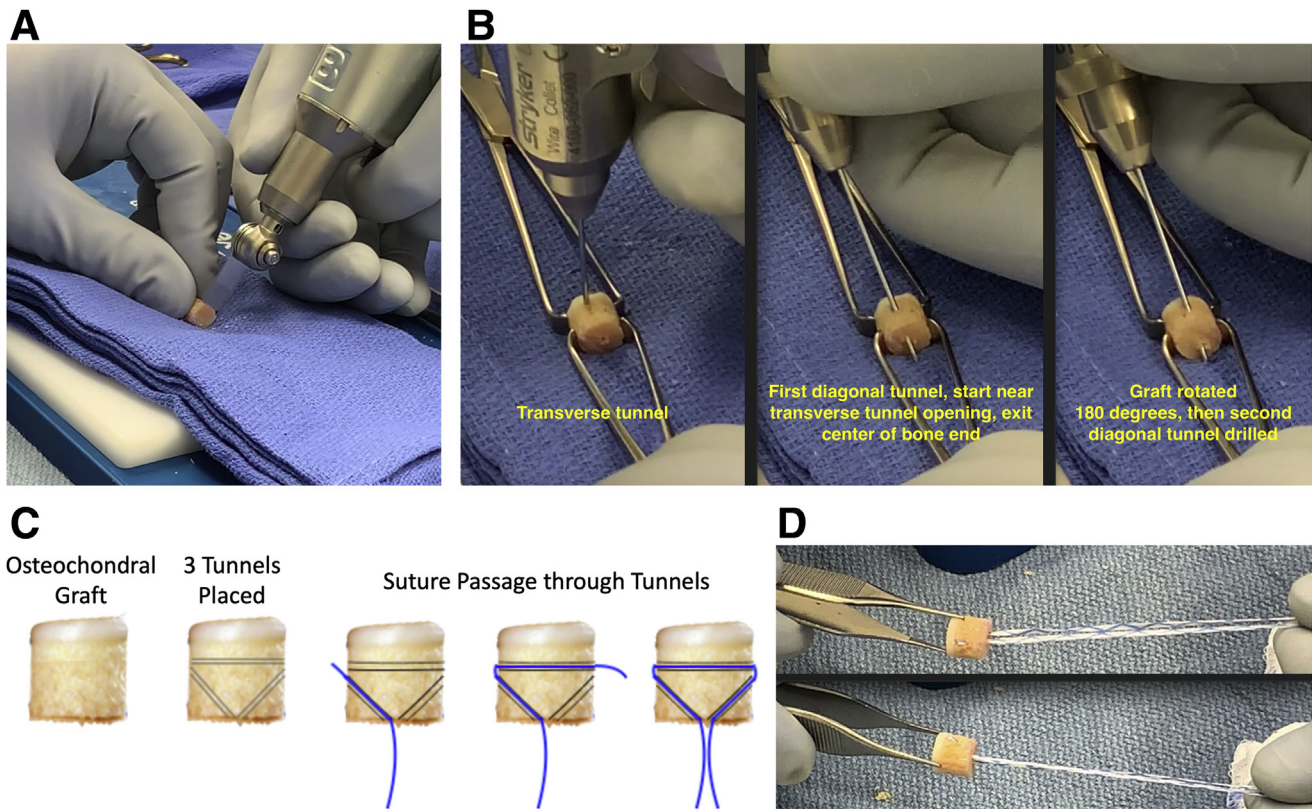 A
B
stryker
Wire Collet
Transverse tunnel
First diagonal tunnel, start near
transverse tunnel opening, exit
center of bone end
Graft rotated
180 degrees, then second
diagonal tunnel drilled
C
Osteochondral
Graft
3 Tunnels
Placed
Suture Passage through Tunnels
D